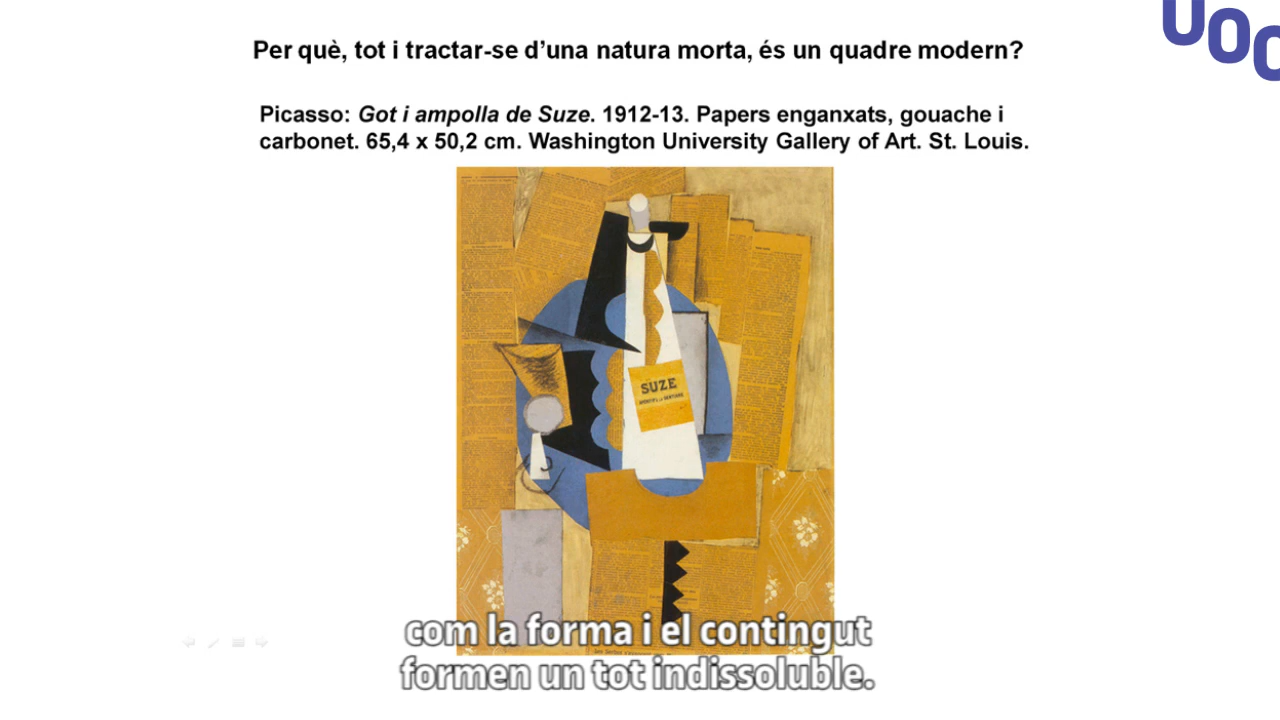 UOC
Per què, tot i tractar-se d’una natura morta, és un quadre modern?
Picasso: Got i ampolla de Suze. 1912-13. Papers enganxats, gouache i
carbonet. 65,4 x 50,2 cm. Washington University Gallery of Art. St. Louis.
SUZE
com la forma i el contingut
formen un tot indissoluble.